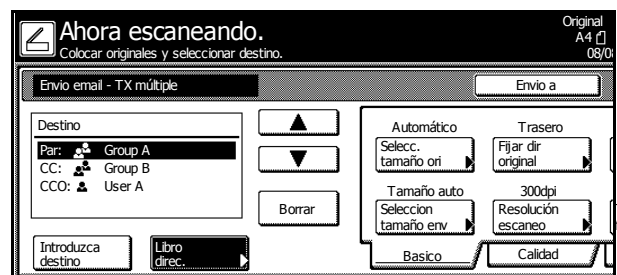 Ahora escaneando.
Colocar originales y seleccionar destino.
Original
A4
08/0
Envio email - TX múltiple
Envio a
Destino
Par: Group A
CC: Group B
CCO: User A
Borrar
Introduzca
destino
Libro
direc.
Automático
Selecc.
tamaño ori
Trasero
Fijar dir
original
Tamaño auto
Seleccion
tamaño env
300dpi
Resolución
escaneo
Basico
Calidad